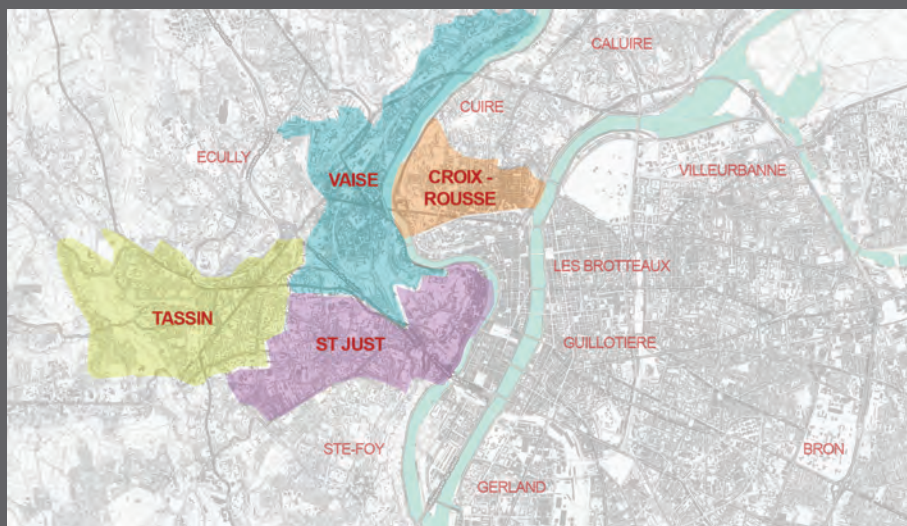 CALUIRE
CUIRE
ECULLY
VILLEURBANNE
VAISE
CROIX -
ROUSSE
LES BROTTEAUX
TASSIN
ST JUST
GUILLOTIERE
STE-FOY
BRON
GERLAND